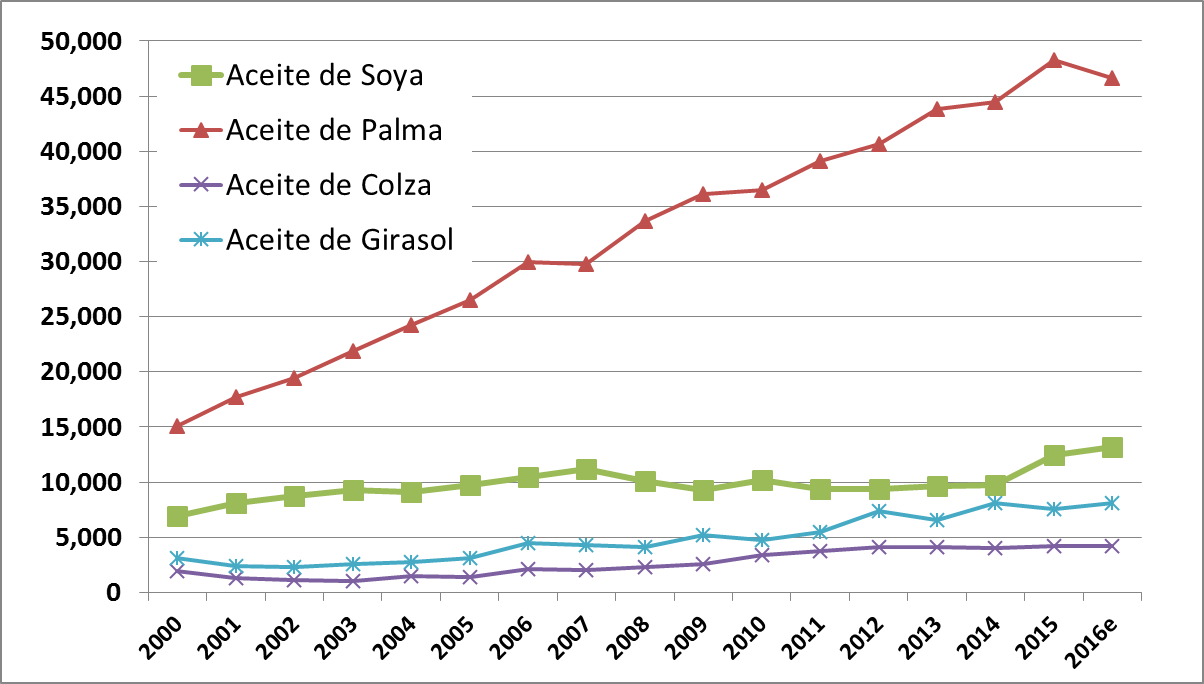 50,000
45,000
40,000
35,000
30,000
25,000
20,000
15,000
10,000
5,000
0
Aceite de Soya
Aceite de Palma
Aceite de Colza
Aceite de Girasol
2000 2001 2002 2003 2004 2005 2006 2007 2008 2009 2010 2011 2012 2013 2014 2015 2016e